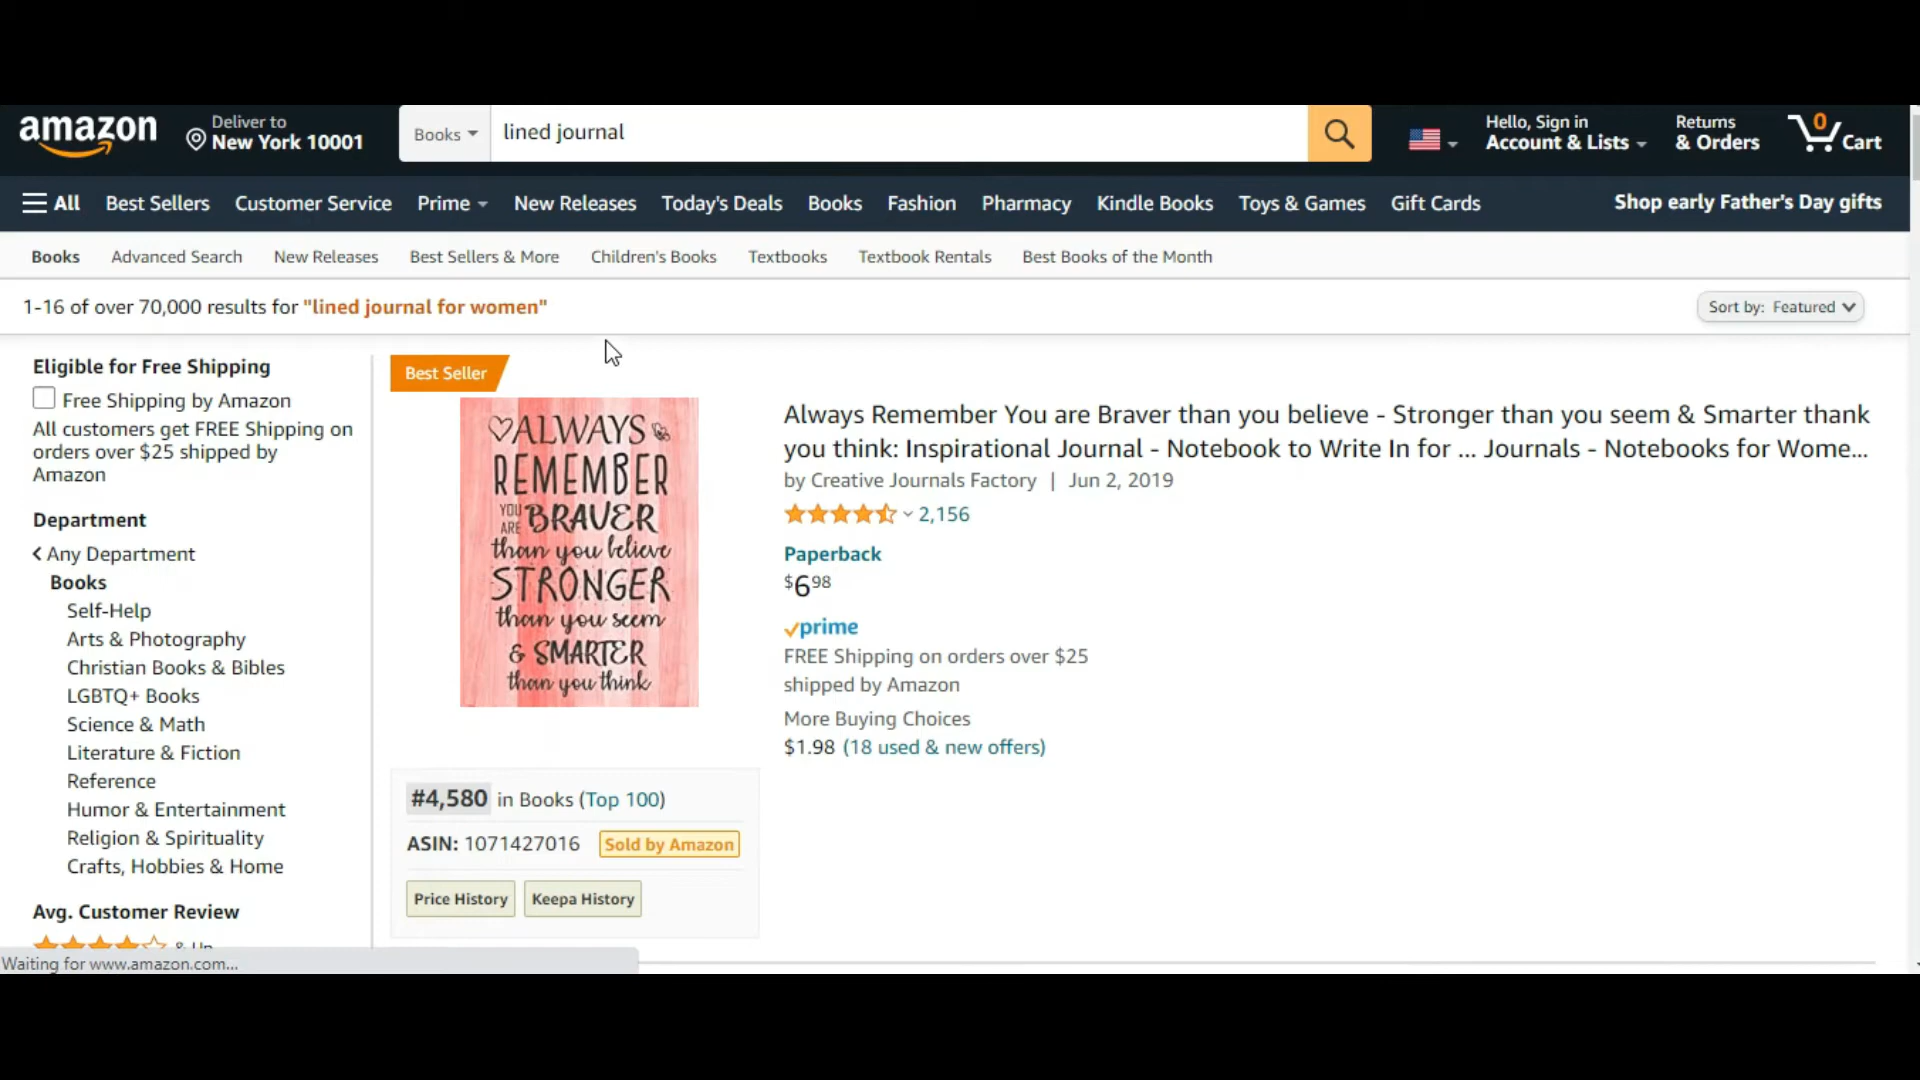 amazon
Deliver to
New York 10001
Books
lined journal
Hello, Sign in
Account & Lists
Returns
& Orders
0
Cart
All
Best Sellers
Customer Service
Prime
New Releases
Today's Deals
Books
Fashion
Pharmacy
Kindle Books
Toys & Games
Gift Cards
Shop early Father's Day gifts
Books
Advanced Search
New Releases
Best Sellers & More
Children's Books
Textbooks
Textbook Rentals
Best Books of the Month
1-16 of over 70,000 results for "lined journal for women"
Sort by: Featured
Eligible for Free Shipping
Free Shipping by Amazon
All customers get FREE Shipping on
orders over $25 shipped by
Amazon
Department
Any Department
Books
Self-Help
Arts & Photography
Christian Books & Bibles
LGBTQ+ Books
Science & Math
Literature & Fiction
Reference
Humor & Entertainment
Religion & Spirituality
Crafts, Hobbies & Home
Avg. Customer Review
& Up
Best Seller
ALWAYS
REMEMBER
YOU
ARE BRAVER
than you believe
STRONGER
than you seem
& SMARTER
than you think
#4,580 in Books (Top 100)
ASIN: 1071427016
Sold by Amazon
Price History
Keepa History
Always Remember You are Braver than you believe - Stronger than you seem & Smarter thank
you think: Inspirational Journal - Notebook to Write In for ... Journals - Notebooks for Wome...
by Creative Journals Factory | Jun 2, 2019
2,156
Paperback
$6 98
prime
FREE Shipping on orders over $25
shipped by Amazon
More Buying Choices
$1.98 (18 used & new offers)
Waiting for www.amazon.com...